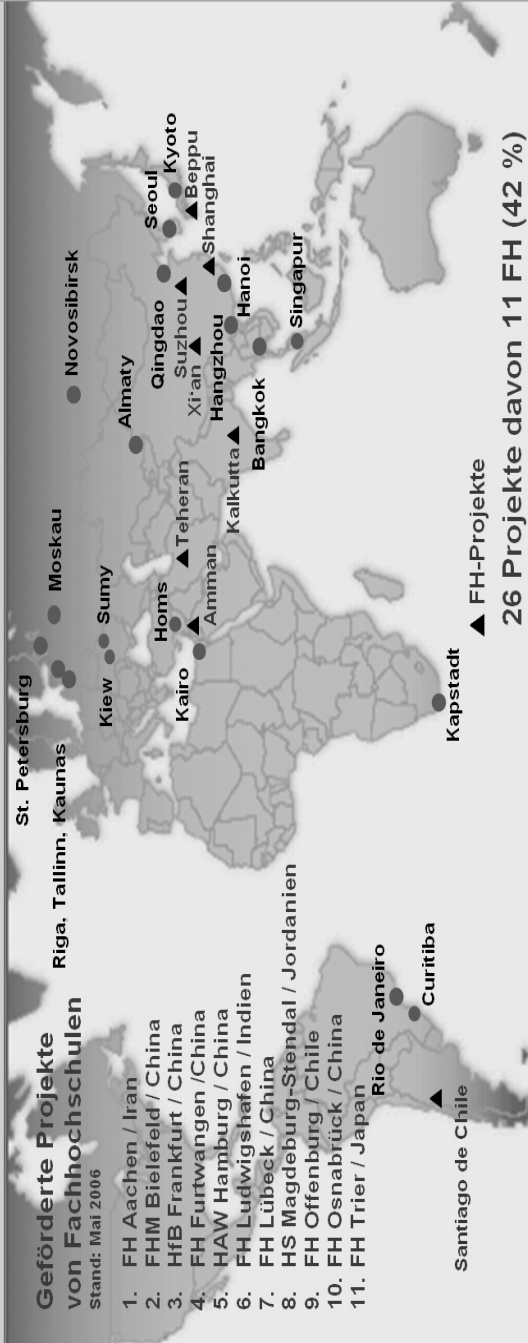 Geförderte Projekte
von Fachhochschulen
Stand: Mai 2006
1. FH Aachen / Iran
2. FHM Bielefeld / China
3. HfB Frankfurt / China
4. FH Furtwangen /China
5. HAW Hamburg / China
6. FH Ludwigshafen / Indien
7. FH Lübeck / China
8. HS Magdeburg-Stendal / Jordanien
9. FH Offenburg / Chile
10. FH Osnabrück / China
11. FH Trier / Japan
St. Petersburg
Moskau
Riga, Tallinn, Kaunas
Novosibirsk
Kiew
Sumy
Almaty
Homs
Teheran
Kairo
Amman
Qingdao
Seoul
Kyoto
Beppu
Suzhou
Shanghai
Xi'an
Hangzhou
Hanoi
Kalkutta
Bangkok
Singapur
Rio de Janeiro
Curitiba
Santiago de Chile
Kapstadt
FH-Projekte
26 Projekte davon 11 FH (42 %)